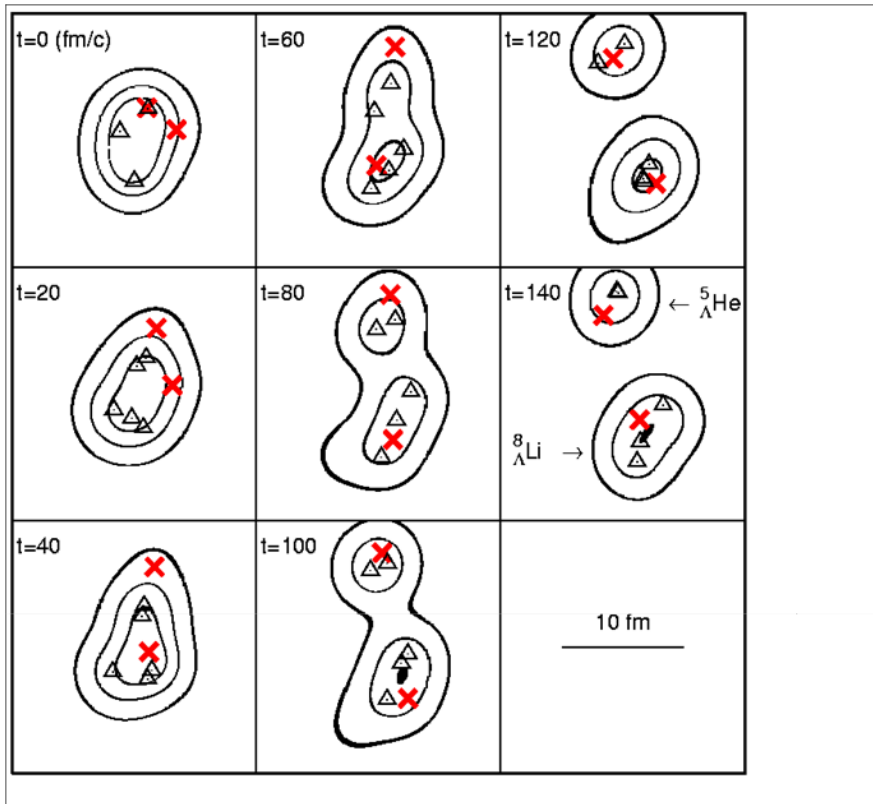 t=0 (fm/c)
t=60
t=120
t=20
t=80
t=140
← ⁵ΛHe
⁸ΛLi →
t=40
t=100
10 fm